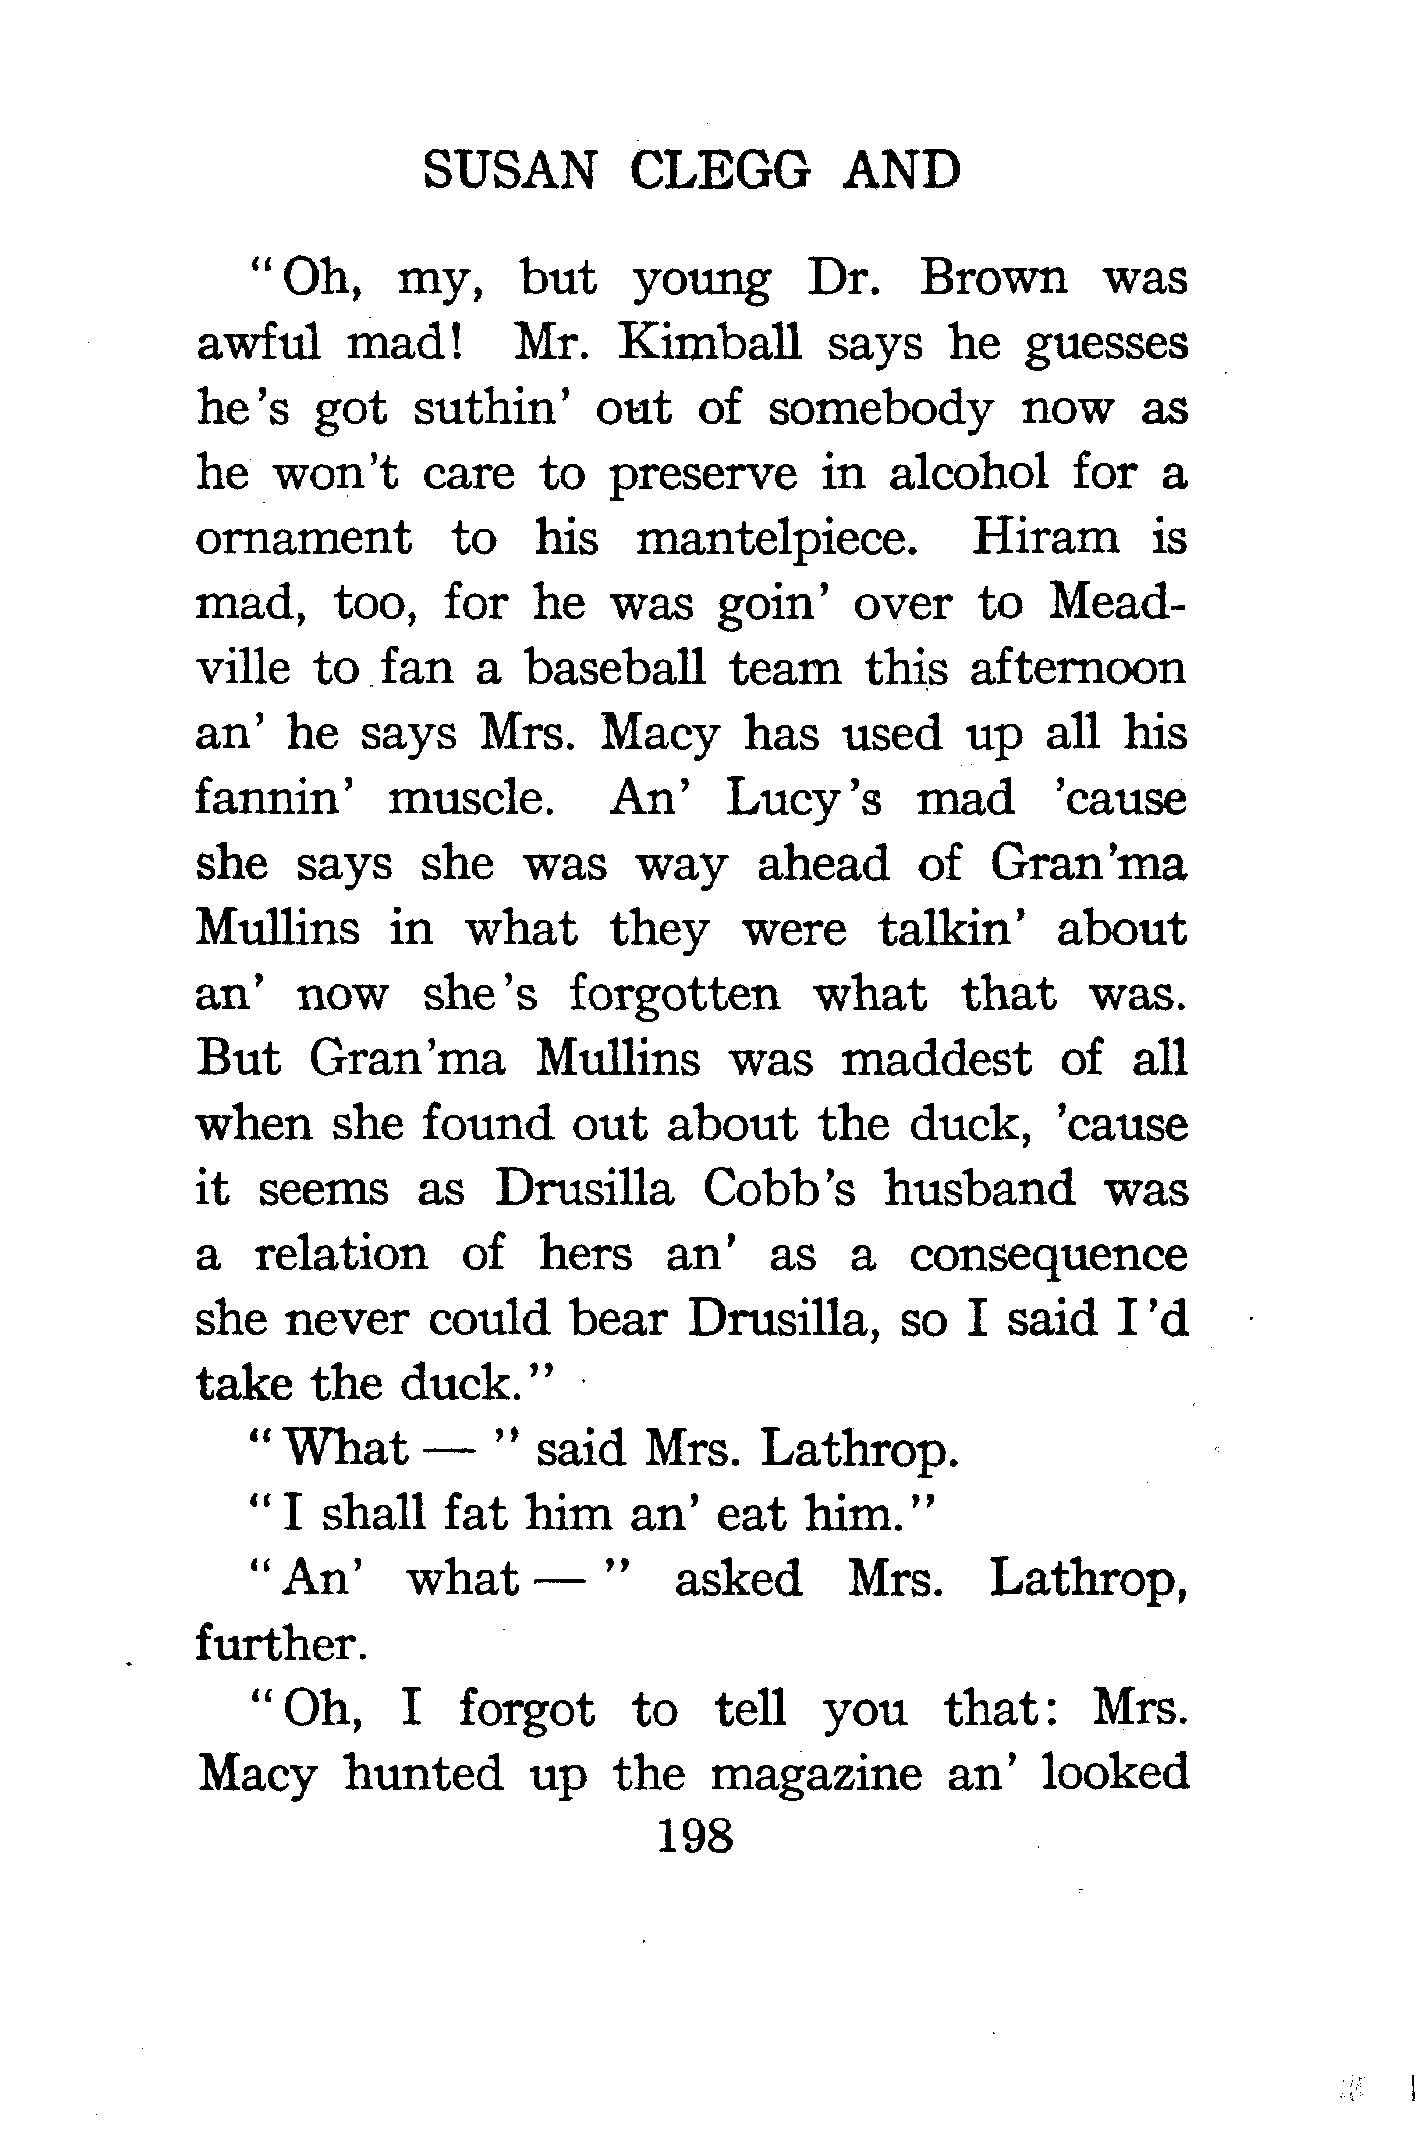 SUSAN CLEGG AND
"Oh, my, but young Dr. Brown was
awful mad! Mr. Kimball says he guesses
he's got suthin' out of somebody now as
he won't care to preserve in alcohol for a
ornament to his mantelpiece. Hiram is
mad, too, for he was goin' over to Mead-
ville to fan a baseball team this afternoon
an' he says Mrs. Macy has used up all his
fannin' muscle. An' Lucy's mad 'cause
she says she was way ahead of Gran'ma
Mullins in what they were talkin' about
an' now she's forgotten what that was.
But Gran'ma Mullins was maddest of all
when she found out about the duck, 'cause
it seems as Drusilla Cobb's husband was
a relation of hers an' as a consequence
she never could bear Drusilla, so I said I'd
take the duck."
"What — " said Mrs. Lathrop.
"I shall fat him an' eat him."
"An' what — " asked Mrs. Lathrop,
further.
"Oh, I forgot to tell you that: Mrs.
Macy hunted up the magazine an' looked
198